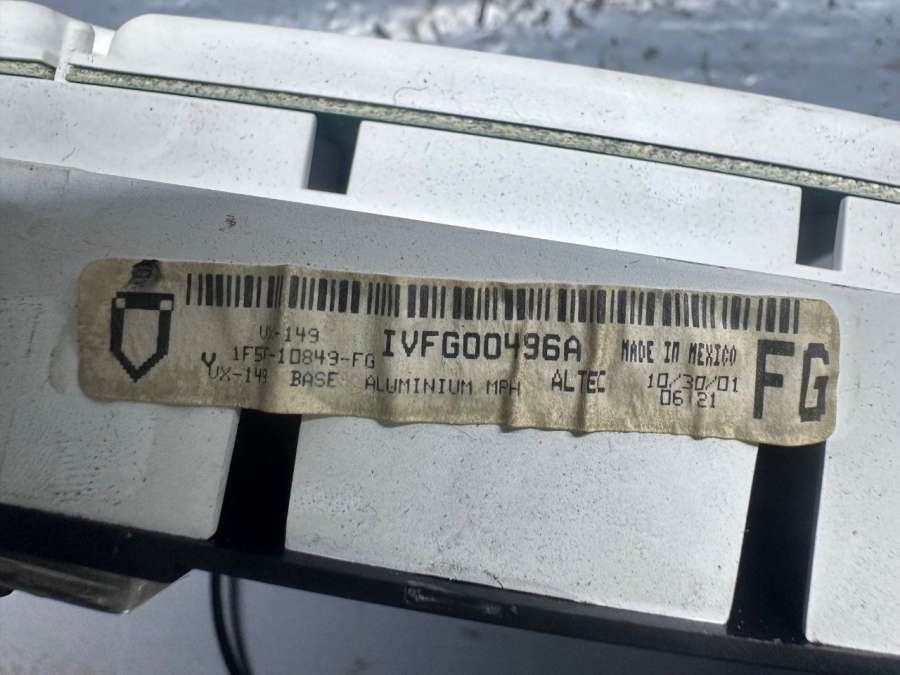 VX-149
IVFG00496A
MADE IN MEXICO
FG
Y 1F5F-10849-FG
VX-149 BASE ALUMINIUM MPH
ALTEC
10/30/01
06 21